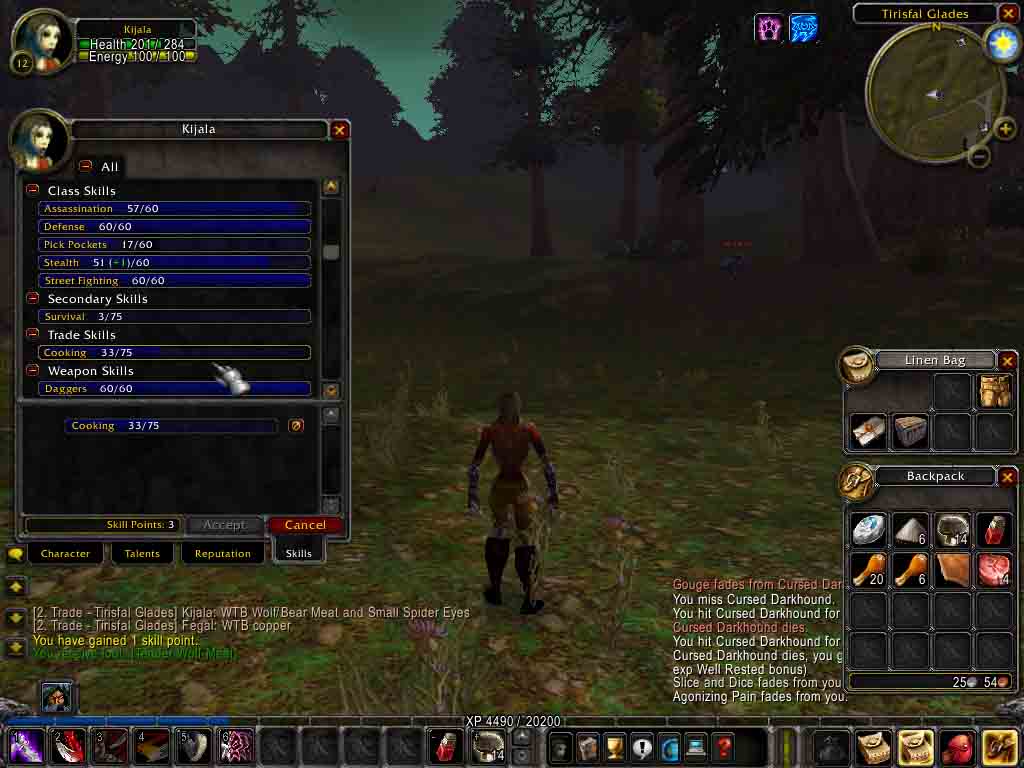 Kijala
Health 201 / 284
Energy 100 / 100
12
Tirisfal Glades
N
Kijala
All
Class Skills
Assassination 57/60
Defense 60/60
Pick Pockets 17/60
Stealth 51 (+1)/60
Street Fighting 60/60
Secondary Skills
Survival 3/75
Trade Skills
Cooking 33/75
Weapon Skills
Daggers 60/60
Cooking 33/75
Skill Points: 3
Accept
Cancel
Character
Talents
Reputation
Skills
Linen Bag
Backpack
6
14
20
6
14
25
54
[2. Trade - Tirisfal Glades] Kijala: WTB Wolf/Bear Meat and Small Spider Eyes
[2. Trade - Tirisfal Glades] Fegal: WTB copper
You have gained 1 skill point.
You receive loot: [Tender Wolf Meat].
Gouge fades from Cursed Dar
You miss Cursed Darkhound.
You hit Cursed Darkhound for
Cursed Darkhound dies.
You hit Cursed Darkhound for
Cursed Darkhound dies, you g
exp Well Rested bonus)
Slice and Dice fades from you
Agonizing Pain fades from you.
XP 4490 / 20200
1
2
3
4
5
6
-
=
14